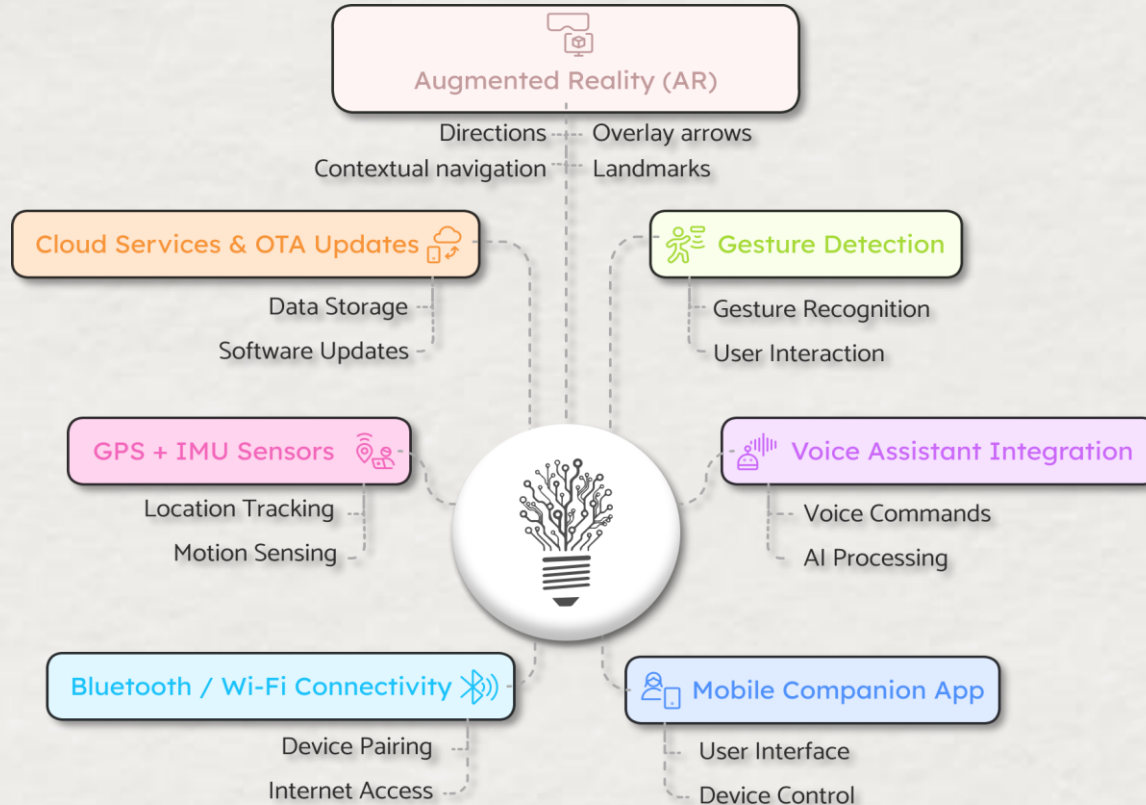 Augmented Reality (AR)
Directions
Overlay arrows
Contextual navigation
Landmarks
Cloud Services & OTA Updates
Data Storage
Software Updates
Gesture Detection
Gesture Recognition
User Interaction
GPS + IMU Sensors
Location Tracking
Motion Sensing
Voice Assistant Integration
Voice Commands
AI Processing
Bluetooth / Wi-Fi Connectivity
Device Pairing
Internet Access
Mobile Companion App
User Interface
Device Control